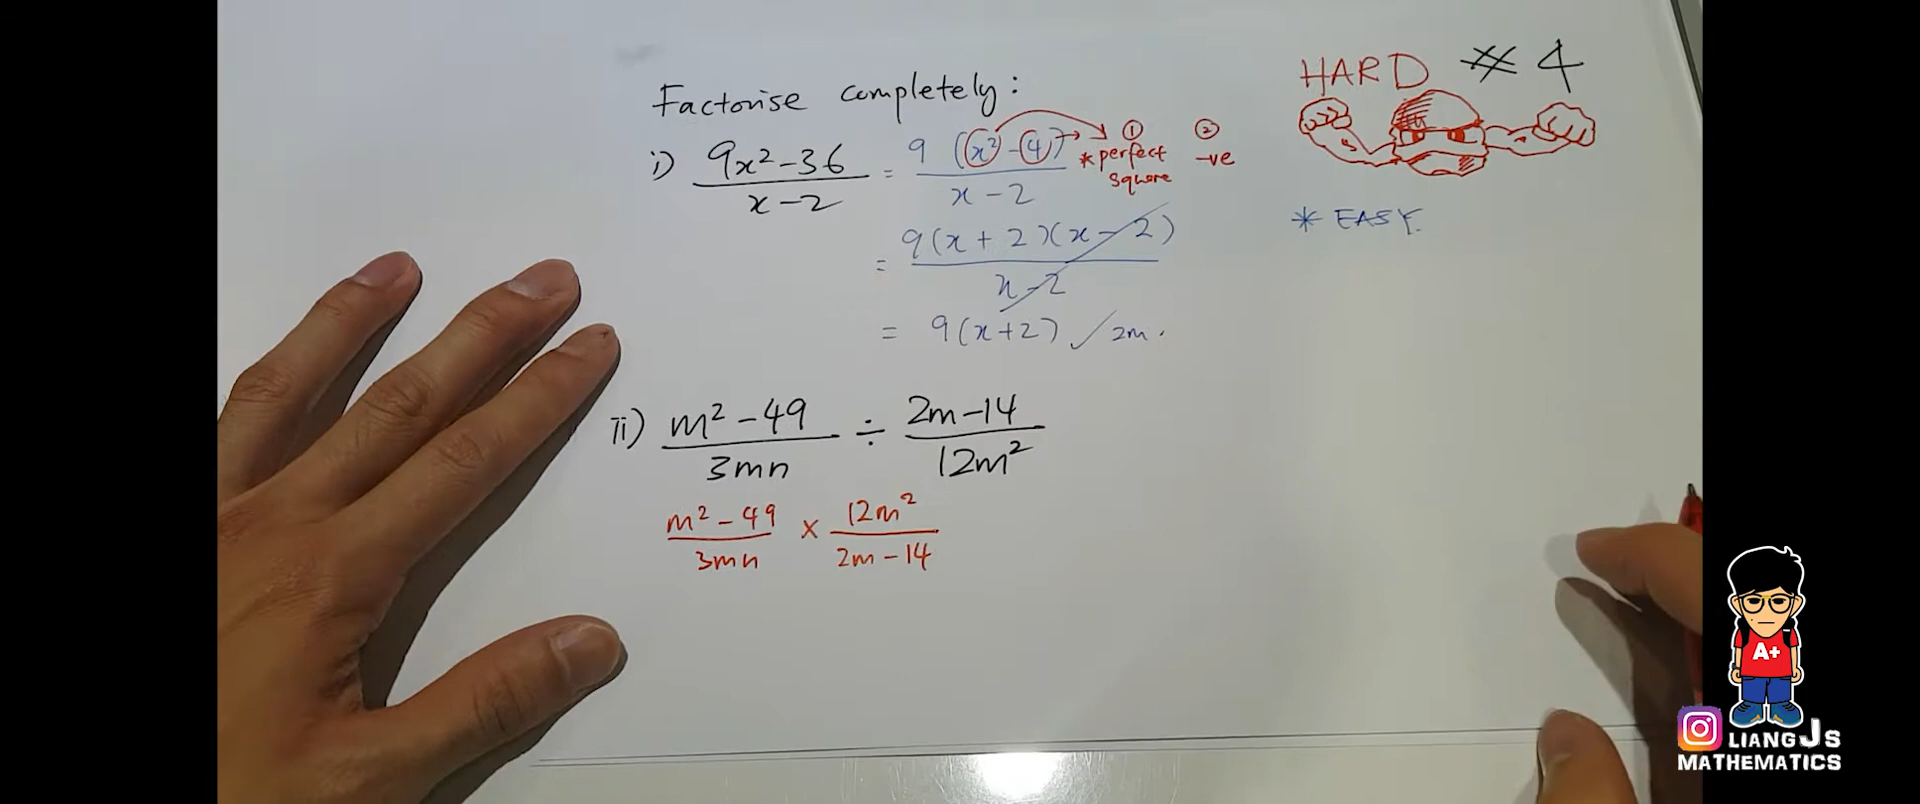 HARD # 4
Factorise completely:
i) 9x²-36 / x-2 = 9(x²-4) / x-2
① * perfect square
② -ve
* EASY.
= 9(x+2)(x-2) / x-2
= 9(x+2) ✓ 2m.
ii) m²-49 / 3mn ÷ 2m-14 / 12m²
m²-49 / 3mn × 12m² / 2m-14
A+
LIANGJS
MATHEMATICS